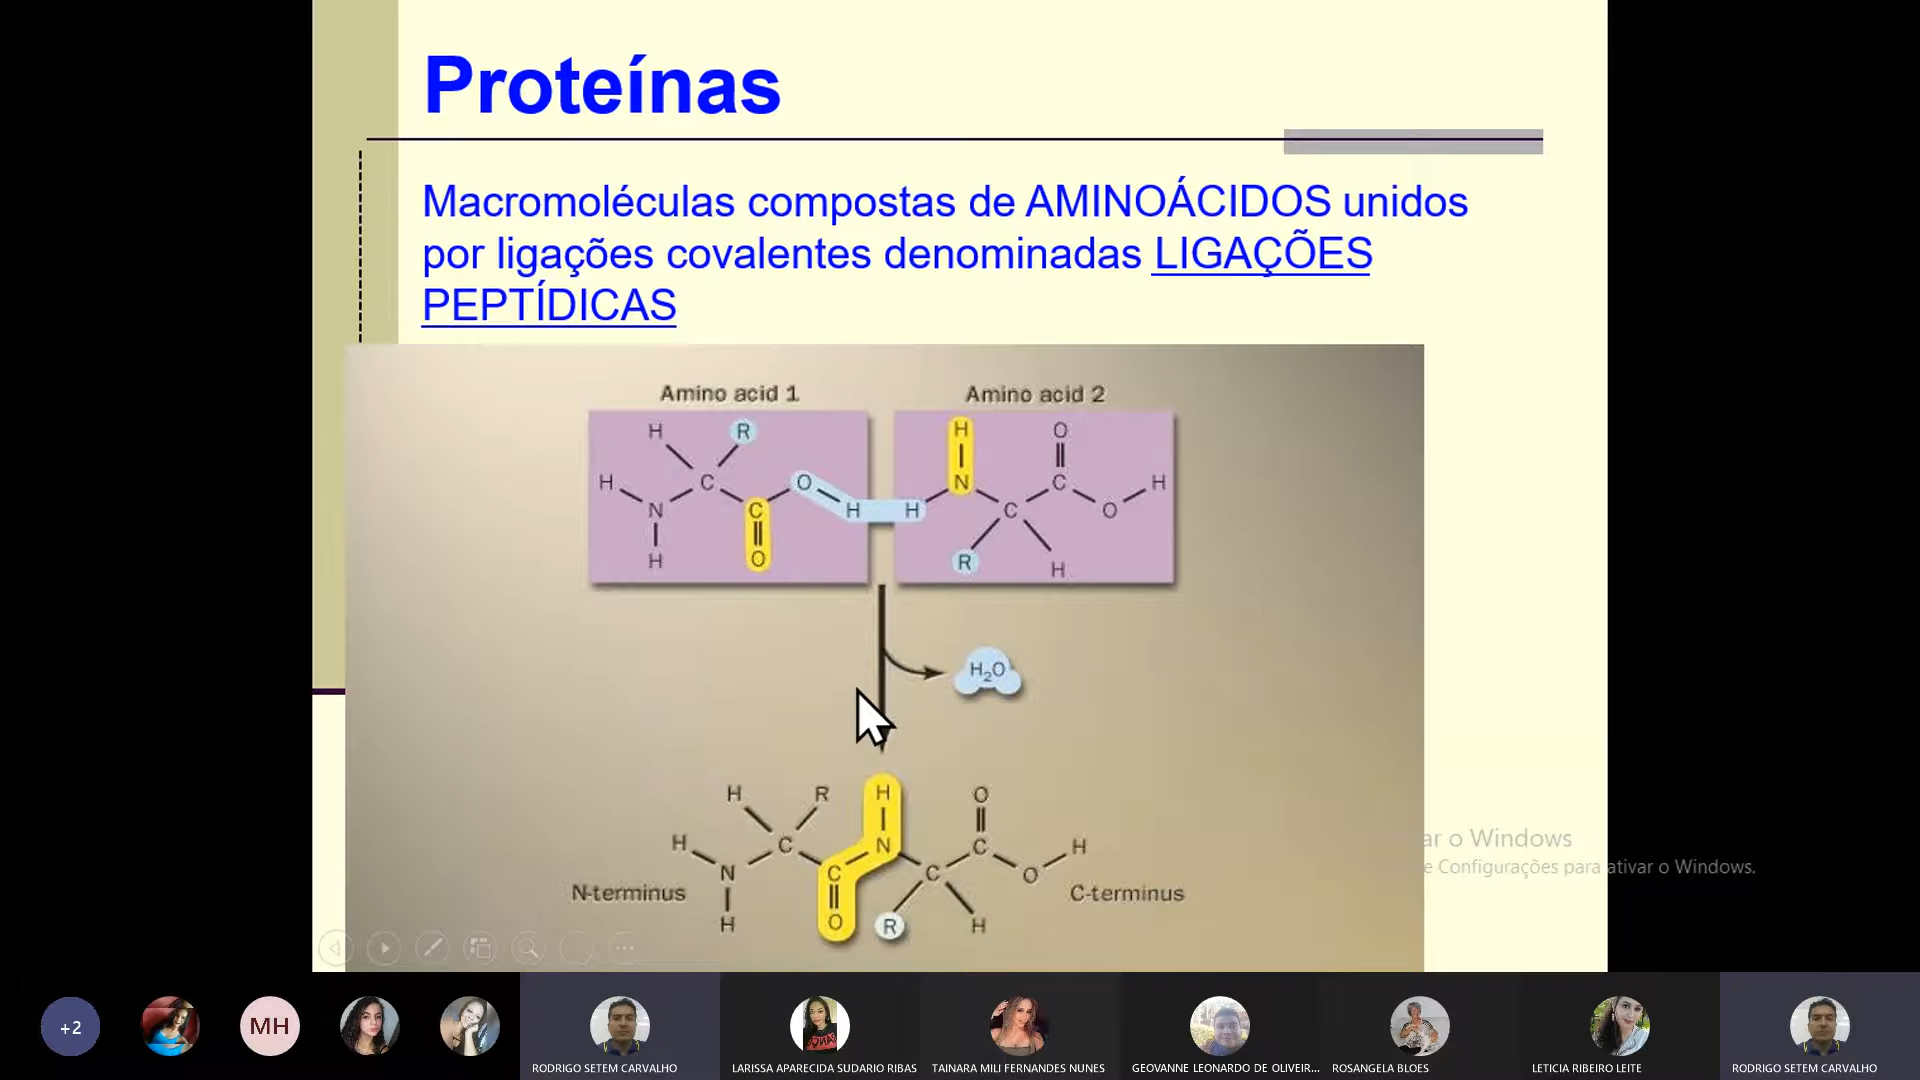 Proteínas
Macromoléculas compostas de AMINOÁCIDOS unidos
por ligações covalentes denominadas LIGAÇÕES
PEPTÍDICAS
Amino acid 1
Amino acid 2
H R
H C O H
N C
H O
H O
H N C H
C O
R H
H₂O
H R H O
H C N C H
N C C O
N-terminus
C-terminus
H O R H
ar o Windows
e Configurações para ativar o Windows.
+2
MH
RODRIGO SETEM CARVALHO
LARISSA APARECIDA SUDARIO RIBAS
TAINARA MILI FERNANDES NUNES
GEOVANNE LEONARDO DE OLIVEIR...
ROSANGELA BLOES
LETICIA RIBEIRO LEITE
RODRIGO SETEM CARVALHO